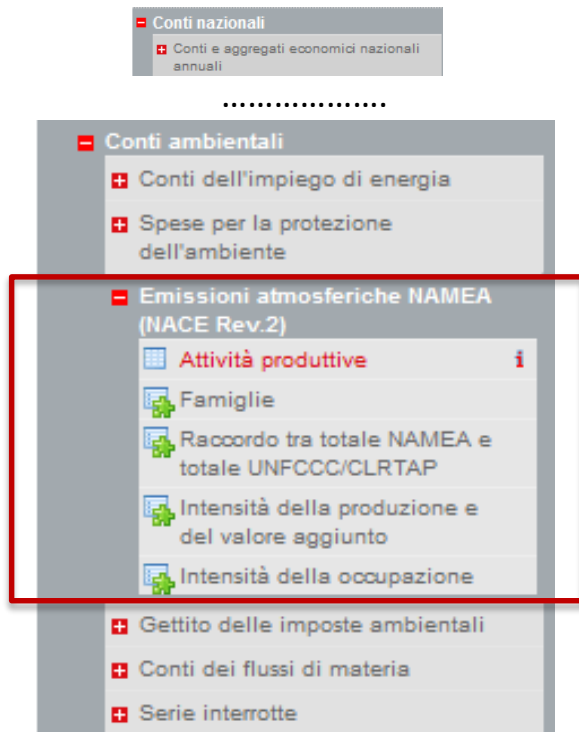 Conti nazionali
Conti e aggregati economici nazionali
annuali
...................
Conti ambientali
Conti dell'impiego di energia
Spese per la protezione
dell'ambiente
Emissioni atmosferiche NAMEA
(NACE Rev.2)
Attività produttive i
Famiglie
Raccordo tra totale NAMEA e
totale UNFCCC/CLRTAP
Intensità della produzione e
del valore aggiunto
Intensità della occupazione
Gettito delle imposte ambientali
Conti dei flussi di materia
Serie interrotte